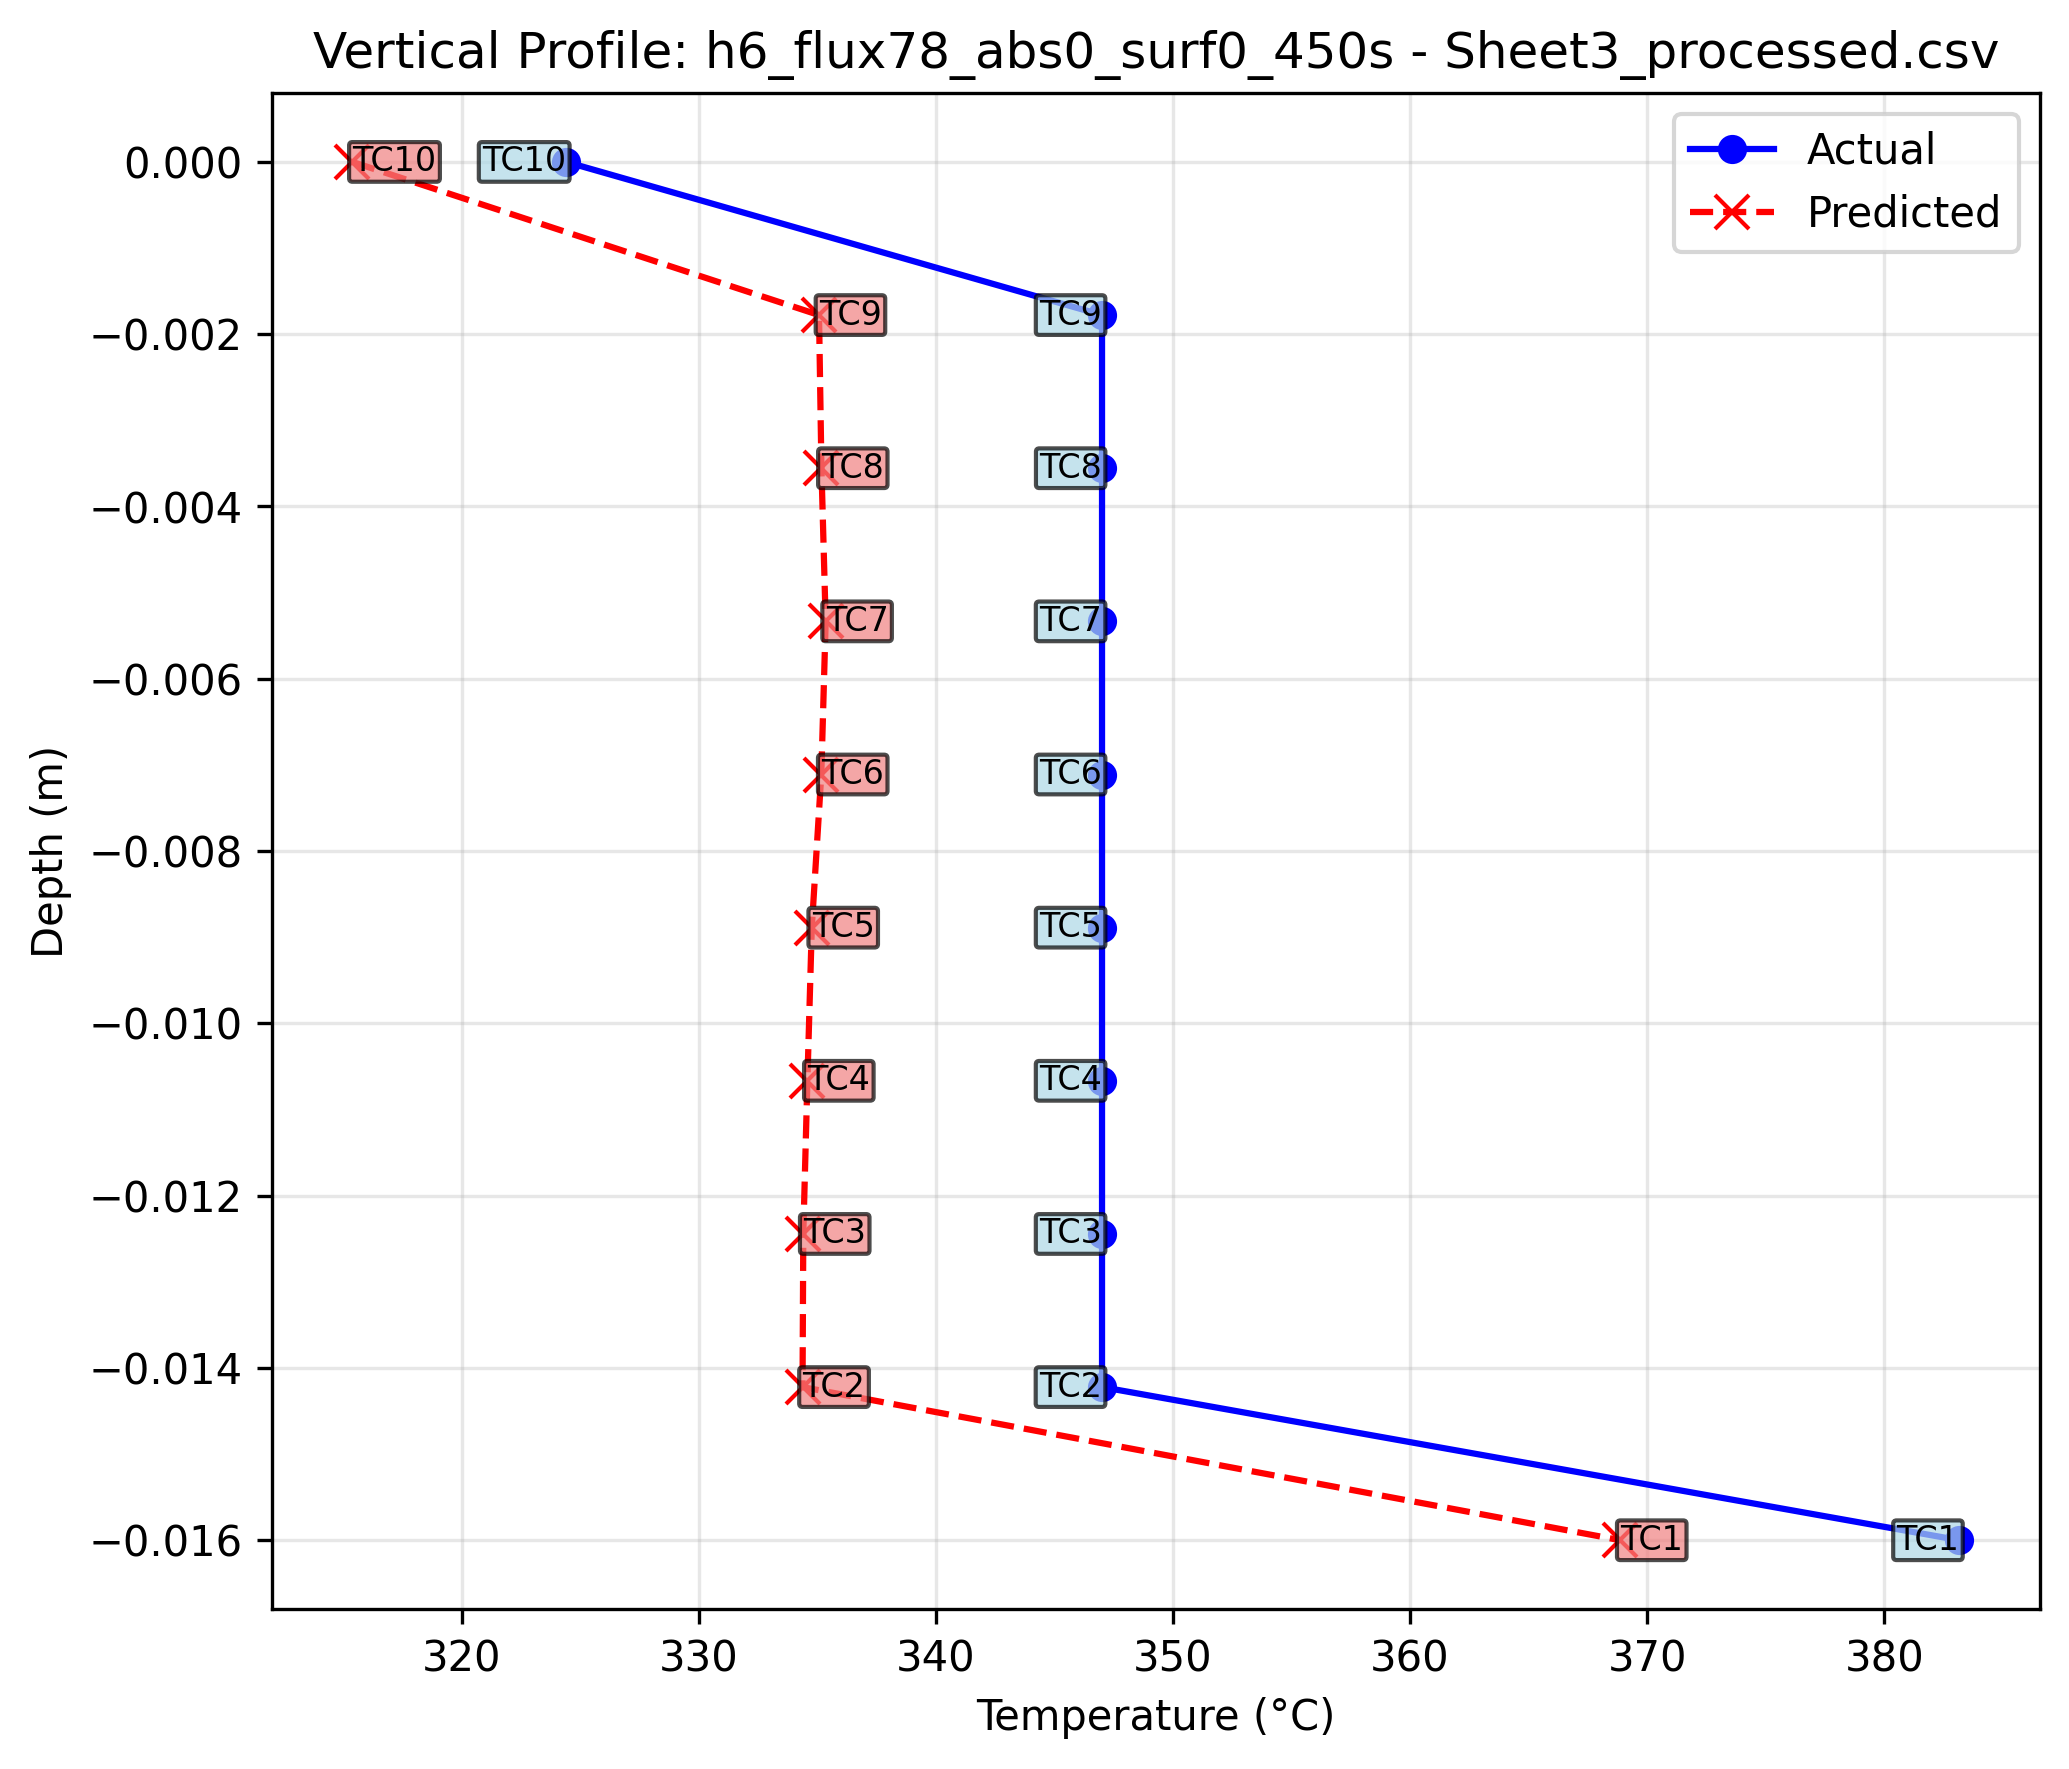 Vertical Profile: h6_flux78_abs0_surf0_450s - Sheet3_processed.csv
Actual
Predicted
0.000
−0.002
−0.004
−0.006
−0.008
−0.010
−0.012
−0.014
−0.016
Depth (m)
TC10 TC10
TC9 TC9
TC8 TC8
TC7 TC7
TC6 TC6
TC5 TC5
TC4 TC4
TC3 TC3
TC2 TC2
TC1 TC1
320 330 340 350 360 370 380
Temperature (°C)